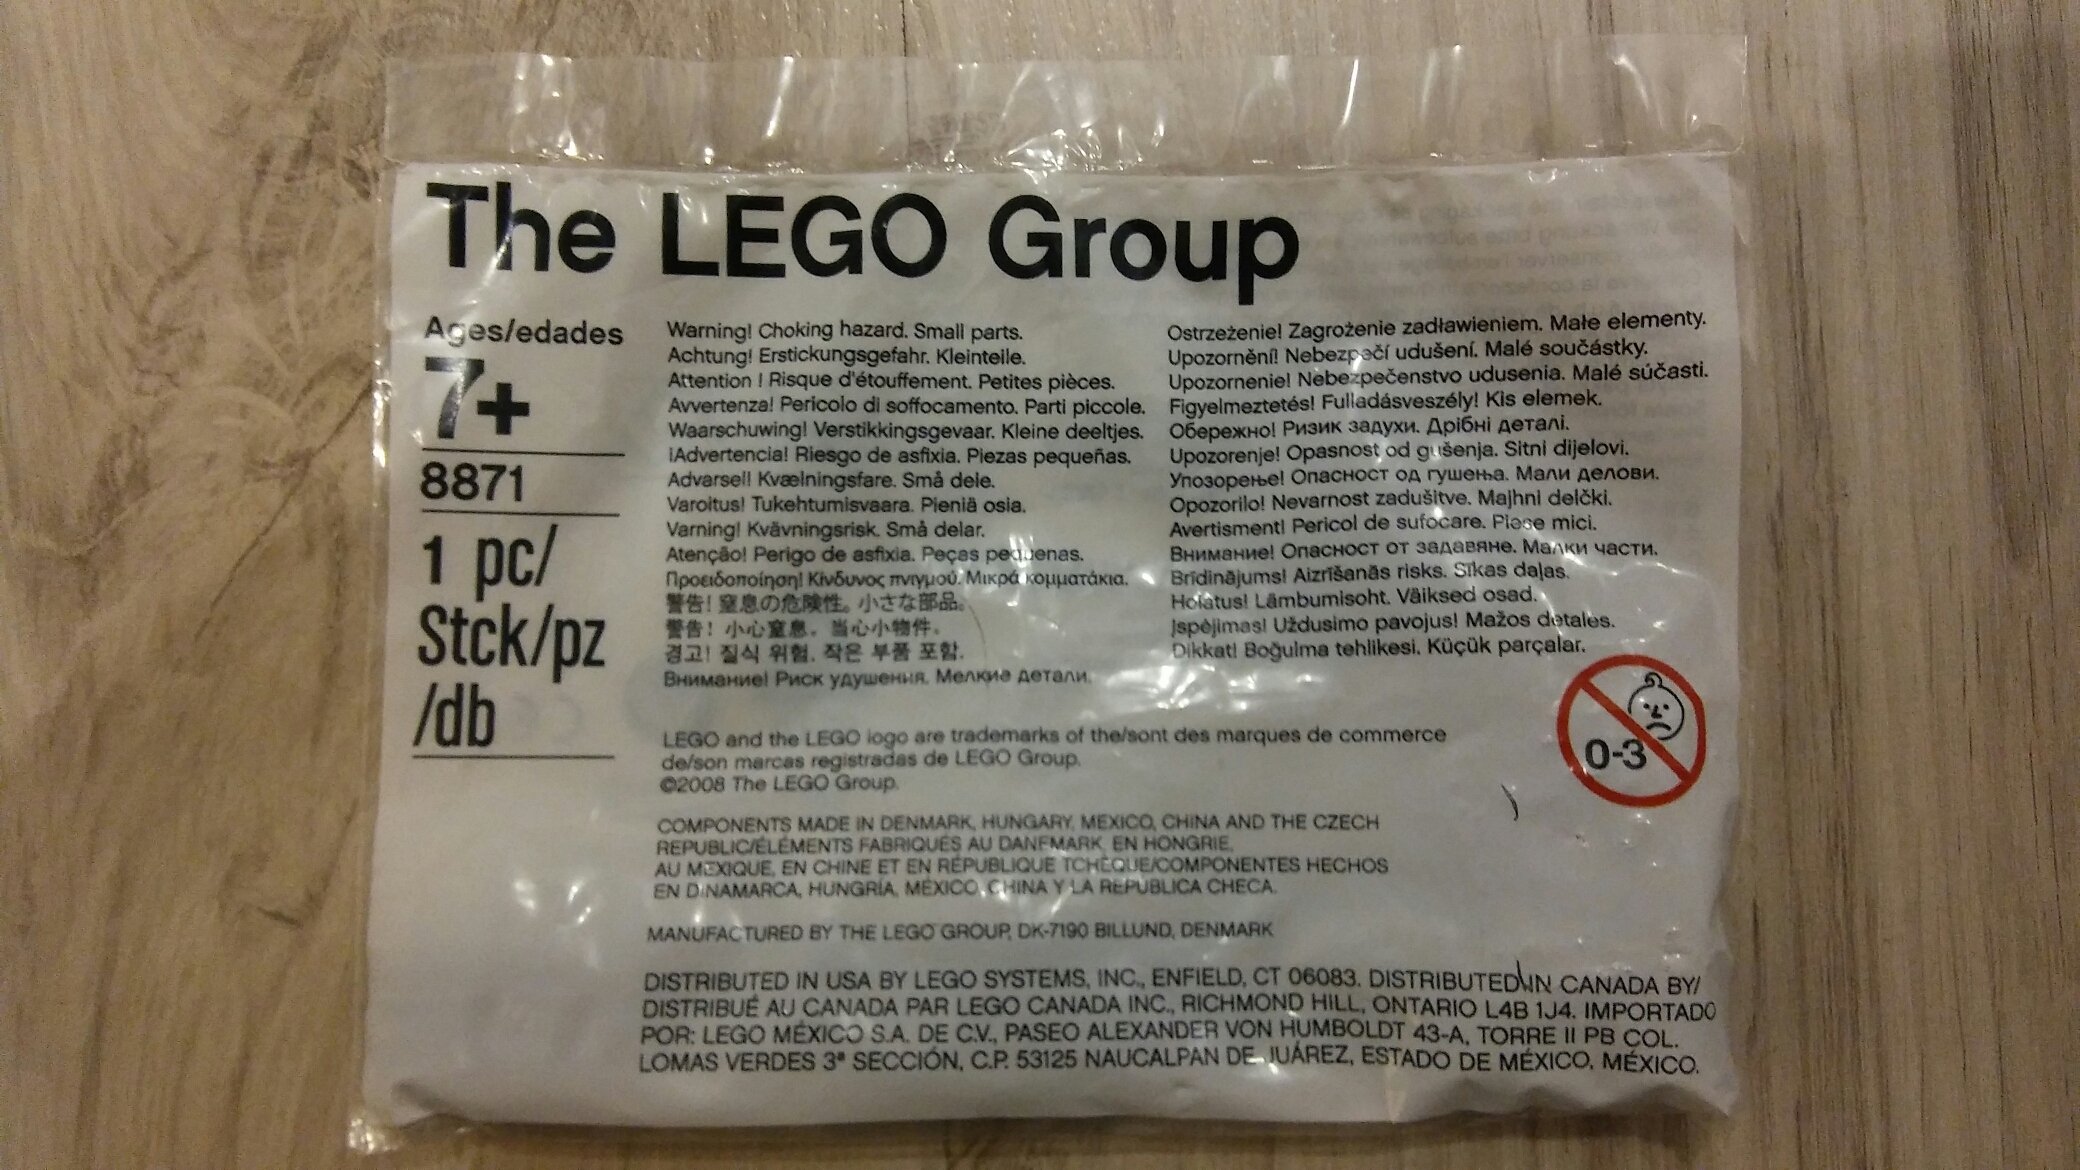 The LEGO Group
Ages/edades
7+
8871
1 pc/
Stck/pz
/db
Warning! Choking hazard. Small parts.
Achtung! Erstickungsgefahr. Kleinteile.
Attention ! Risque d'étouffement. Petites pièces.
Avvertenza! Pericolo di soffocamento. Parti piccole.
Waarschuwing! Verstikkingsgevaar. Kleine deeltjes.
¡Advertencia! Riesgo de asfixia. Piezas pequeñas.
Advarsel! Kvælningsfare. Små dele.
Varoitus! Tukehtumisvaara. Pieniä osia.
Varning! Kvävningsrisk. Små delar.
Atenção! Perigo de asfixia. Peças pequenas.
Προειδοποίηση! Κίνδυνος πνιγμού. Μικρά κομματάκια.
警告! 窒息の危険性。小さな部品。
警告! 小心窒息。当心小物件。
경고! 질식 위험. 작은 부품 포함.
Внимание! Риск удушения. Мелкие детали.
Ostrzeżenie! Zagrożenie zadławieniem. Małe elementy.
Upozornění! Nebezpečí udušení. Malé součástky.
Upozornenie! Nebezpečenstvo udusenia. Malé súčasti.
Figyelmeztetés! Fulladásveszély! Kis elemek.
Обережно! Ризик задухи. Дрібні деталі.
Upozorenje! Opasnost od gušenja. Sitni dijelovi.
Упозорење! Опасност од гушења. Мали делови.
Opozorilo! Nevarnost zadušitve. Majhni delčki.
Avertisment! Pericol de sufocare. Piese mici.
Внимание! Опасност от задавяне. Малки части.
Brīdinājums! Aizrīšanās risks. Sīkas daļas.
Hoiatus! Lämbumisoht. Väiksed osad.
Įspėjimas! Uždusimo pavojus! Mažos detales.
Dikkat! Boğulma tehlikesi. Küçük parçalar.
0-3
LEGO and the LEGO logo are trademarks of the/sont des marques de commerce
de/son marcas registradas de LEGO Group.
©2008 The LEGO Group.
COMPONENTS MADE IN DENMARK, HUNGARY, MEXICO, CHINA AND THE CZECH
REPUBLIC/ÉLÉMENTS FABRIQUÉS AU DANEMARK, EN HONGRIE,
AU MEXIQUE, EN CHINE ET EN RÉPUBLIQUE TCHÈQUE/COMPONENTES HECHOS
EN DINAMARCA, HUNGRÍA, MÉXICO, CHINA Y LA REPÚBLICA CHECA.
MANUFACTURED BY THE LEGO GROUP, DK-7190 BILLUND, DENMARK
DISTRIBUTED IN USA BY LEGO SYSTEMS, INC., ENFIELD, CT 06083. DISTRIBUTED IN CANADA BY/
DISTRIBUÉ AU CANADA PAR LEGO CANADA INC., RICHMOND HILL, ONTARIO L4B 1J4. IMPORTADO
POR: LEGO MÉXICO S.A. DE C.V., PASEO ALEXANDER VON HUMBOLDT 43-A, TORRE II PB COL.
LOMAS VERDES 3ª SECCIÓN, C.P. 53125 NAUCALPAN DE JUÁREZ, ESTADO DE MÉXICO, MÉXICO.